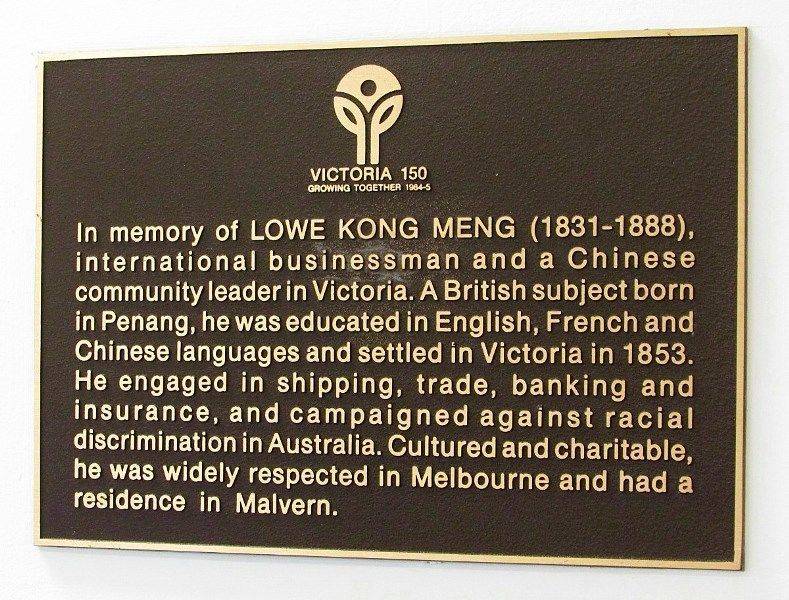 VICTORIA 150
GROWING TOGETHER 1984-5
In memory of LOWE KONG MENG (1831-1888),
international businessman and a Chinese
community leader in Victoria. A British subject born
in Penang, he was educated in English, French and
Chinese languages and settled in Victoria in 1853.
He engaged in shipping, trade, banking and
insurance, and campaigned against racial
discrimination in Australia. Cultured and charitable,
he was widely respected in Melbourne and had a
residence in Malvern.